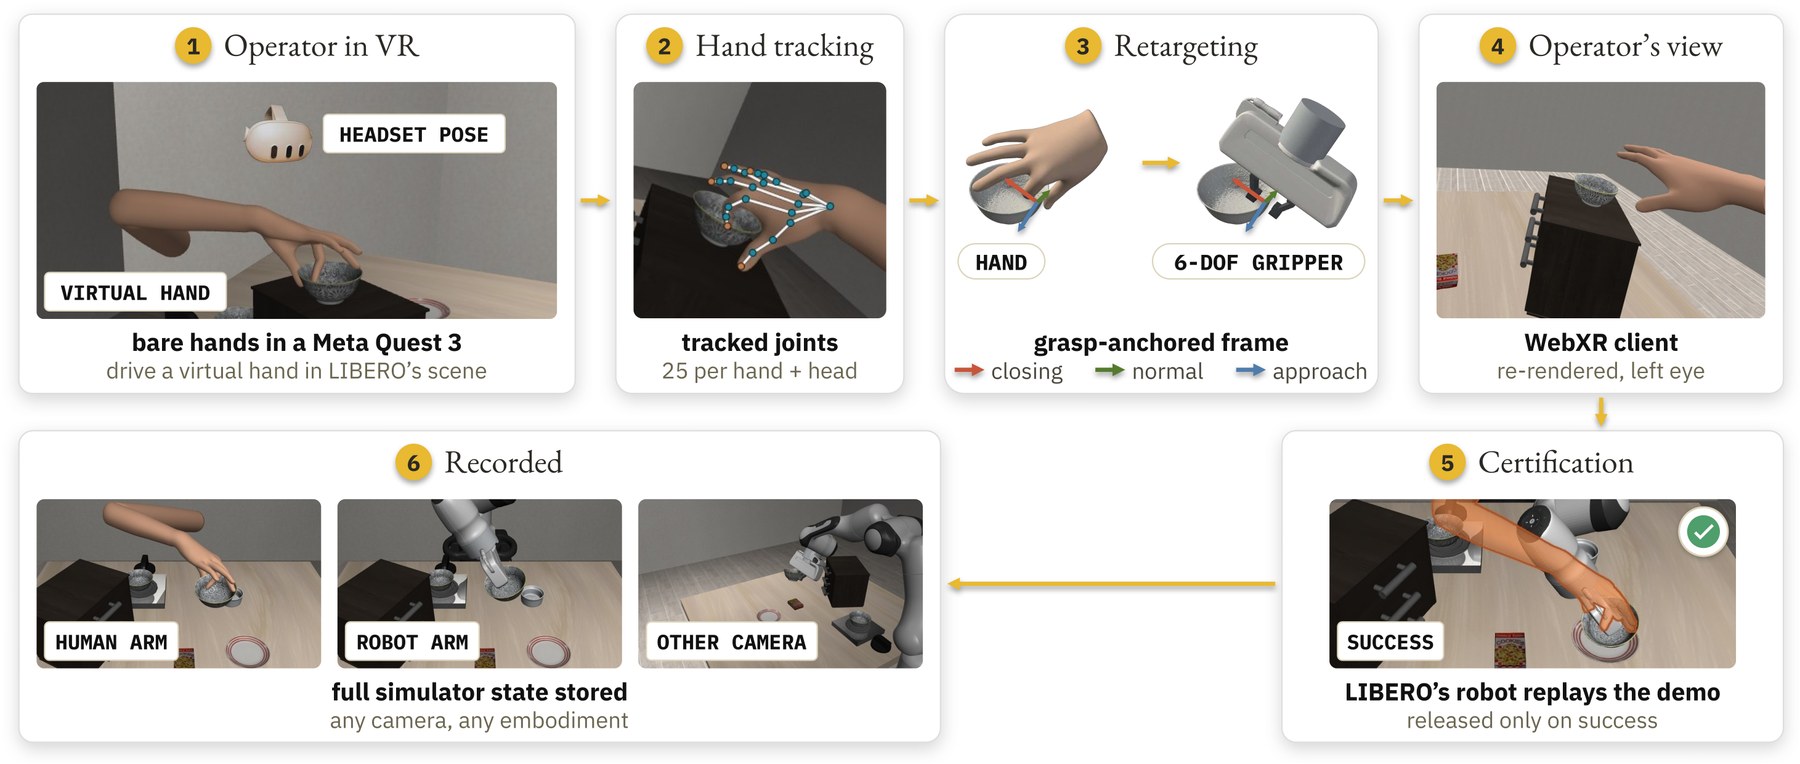 1 Operator in VR
HEADSET POSE
VIRTUAL HAND
bare hands in a Meta Quest 3
drive a virtual hand in LIBERO's scene
2 Hand tracking
tracked joints
25 per hand + head
3 Retargeting
HAND
6-DOF GRIPPER
grasp-anchored frame
closing normal approach
4 Operator's view
WebXR client
re-rendered, left eye
5 Certification
SUCCESS
LIBERO's robot replays the demo
released only on success
6 Recorded
HUMAN ARM
ROBOT ARM
OTHER CAMERA
full simulator state stored
any camera, any embodiment